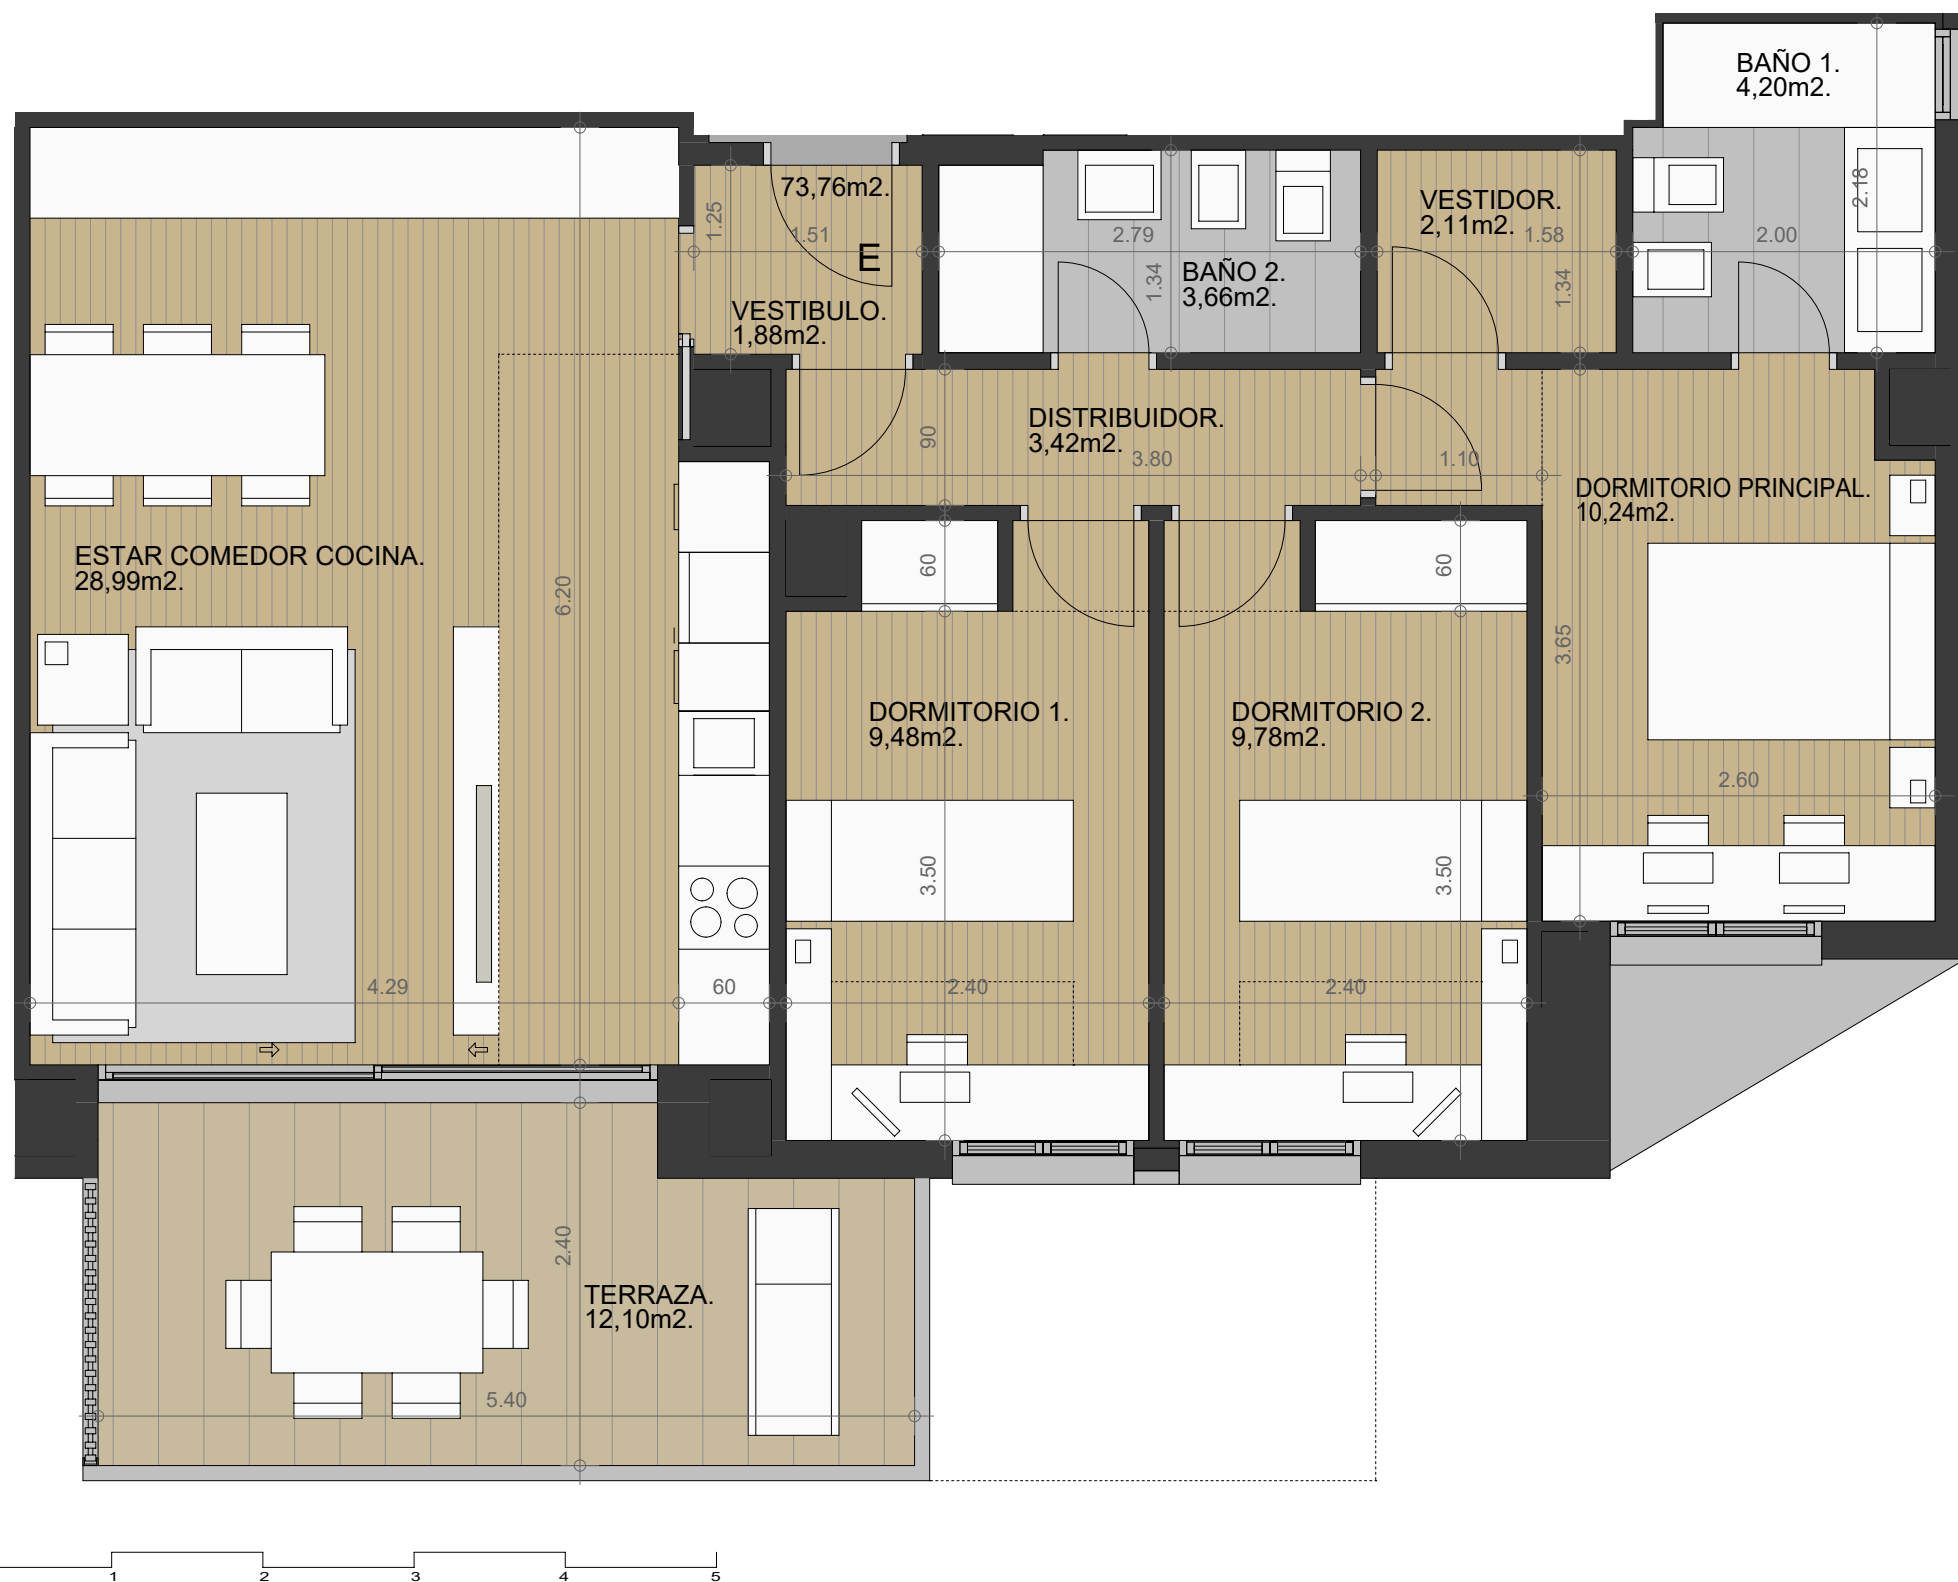 BAÑO 1.
4,20m2.
2.18
73,76m2.
1.25
1.51
E
VESTIBULO.
1,88m2.
2.79
1.34
BAÑO 2.
3,66m2.
VESTIDOR.
2,11m2.
1.58
1.34
2.00
DISTRIBUIDOR.
3,42m2.
90
3.80
1.10
DORMITORIO PRINCIPAL.
10,24m2.
ESTAR COMEDOR COCINA.
28,99m2.
6.20
60
60
3.65
DORMITORIO 1.
9,48m2.
DORMITORIO 2.
9,78m2.
2.60
3.50
3.50
4.29
60
2.40
2.40
2.40
TERRAZA.
12,10m2.
5.40
1
2
3
4
5